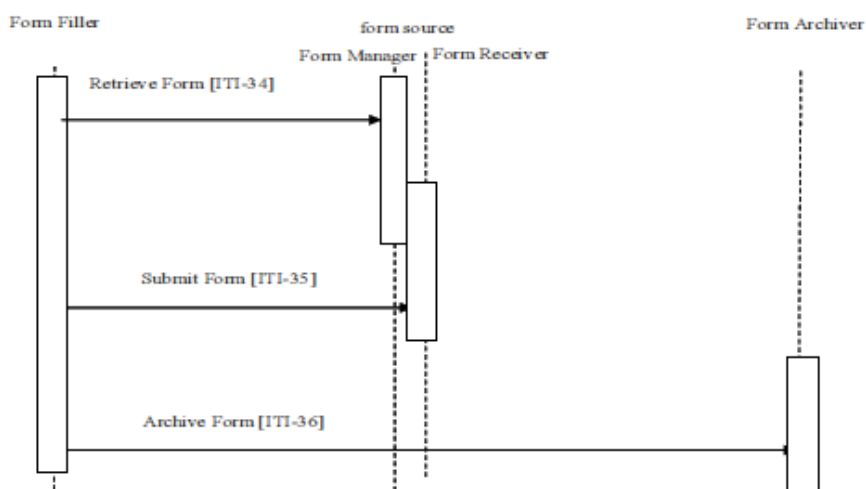 Form Filler
form source
Form Archiver
Form Manager
Form Receiver
Retrieve Form [ITI-34]
Submit Form [ITI-35]
Archive Form [ITI-36]